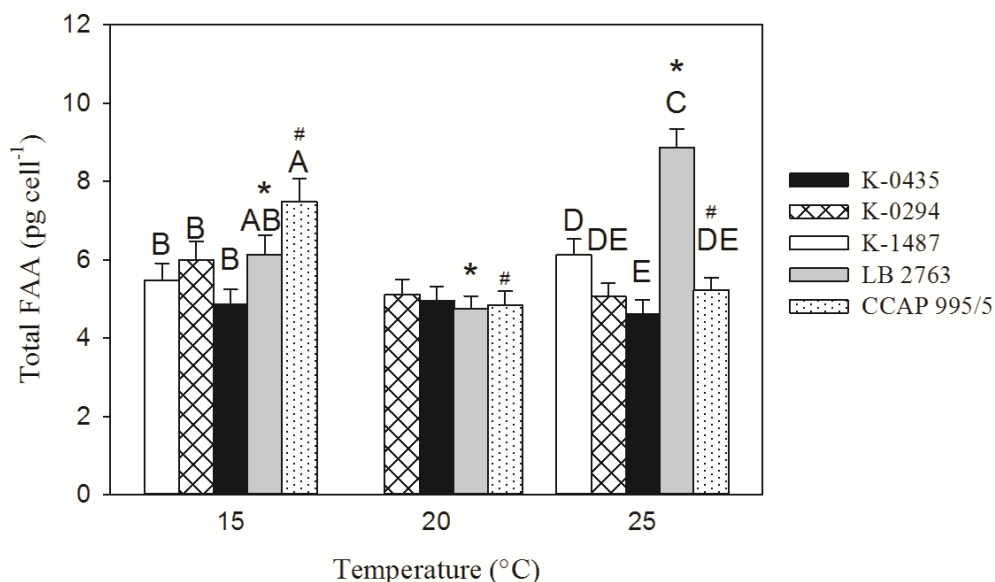 12
10
8
6
4
2
0
Total FAA (pg cell-1)
B
B
B
*
AB
#
A
*
#
D
DE
E
*
C
#
DE
15
20
25
Temperature (°C)
K-0435
K-0294
K-1487
LB 2763
CCAP 995/5